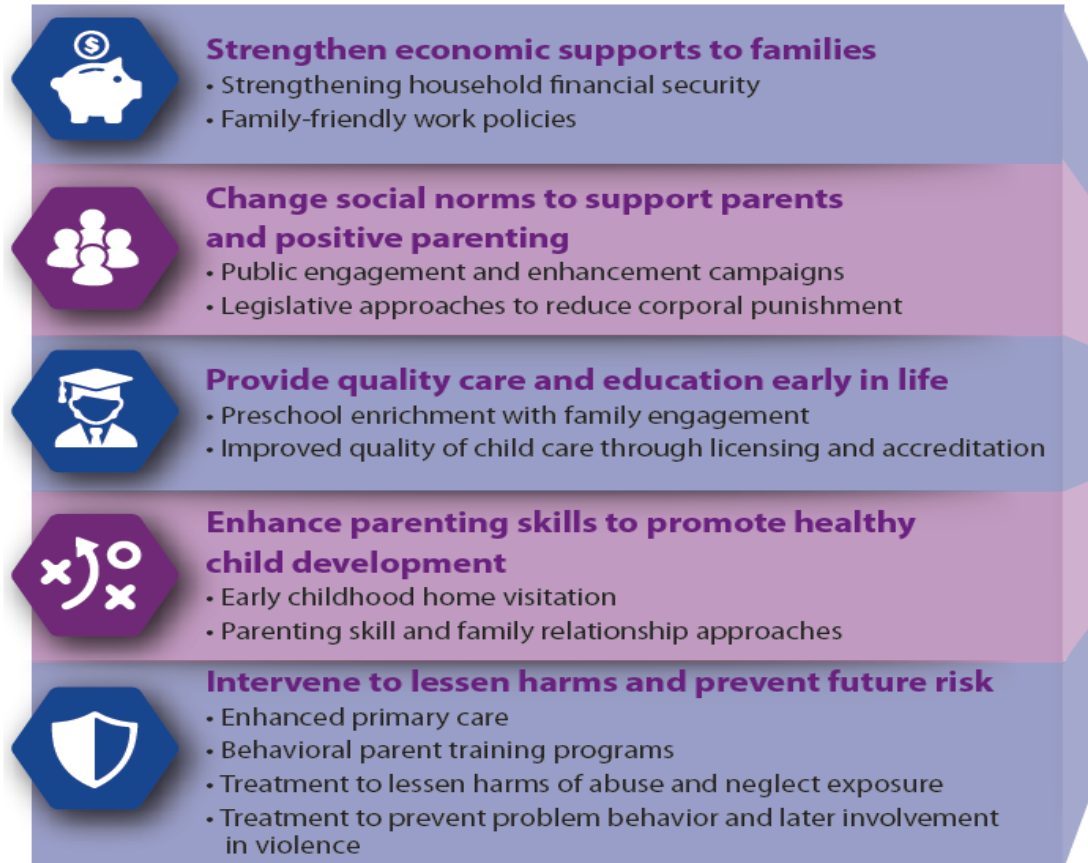 $
Strengthen economic supports to families
• Strengthening household financial security
• Family-friendly work policies
Change social norms to support parents
and positive parenting
• Public engagement and enhancement campaigns
• Legislative approaches to reduce corporal punishment
Provide quality care and education early in life
• Preschool enrichment with family engagement
• Improved quality of child care through licensing and accreditation
Enhance parenting skills to promote healthy
child development
• Early childhood home visitation
• Parenting skill and family relationship approaches
Intervene to lessen harms and prevent future risk
• Enhanced primary care
• Behavioral parent training programs
• Treatment to lessen harms of abuse and neglect exposure
• Treatment to prevent problem behavior and later involvement
in violence